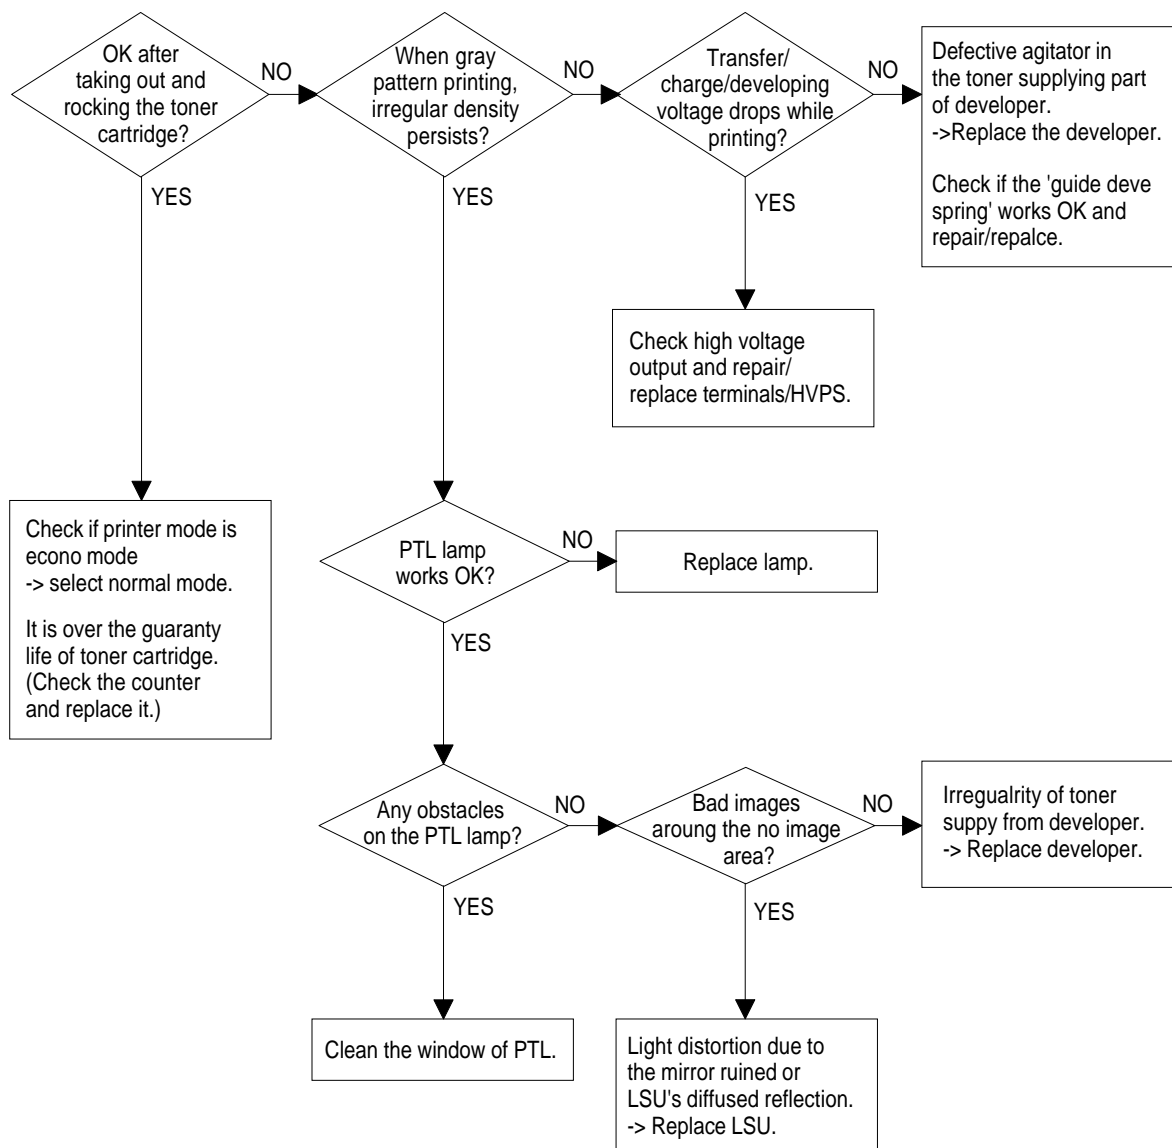 OK after
taking out and
rocking the toner
cartridge?
NO
When gray
pattern printing,
irregular density
persists?
NO
Transfer/
charge/developing
voltage drops while
printing?
NO
Defective agitator in
the toner supplying part
of developer.
->Replace the developer.
Check if the 'guide deve
spring' works OK and
repair/repalce.
YES
YES
YES
Check high voltage
output and repair/
replace terminals/HVPS.
Check if printer mode is
econo mode
-> select normal mode.
It is over the guaranty
life of toner cartridge.
(Check the counter
and replace it.)
PTL lamp
works OK?
NO
Replace lamp.
YES
Any obstacles
on the PTL lamp?
NO
Bad images
aroung the no image
area?
NO
Irregualrity of toner
suppy from developer.
-> Replace developer.
YES
YES
Clean the window of PTL.
Light distortion due to
the mirror ruined or
LSU's diffused reflection.
-> Replace LSU.